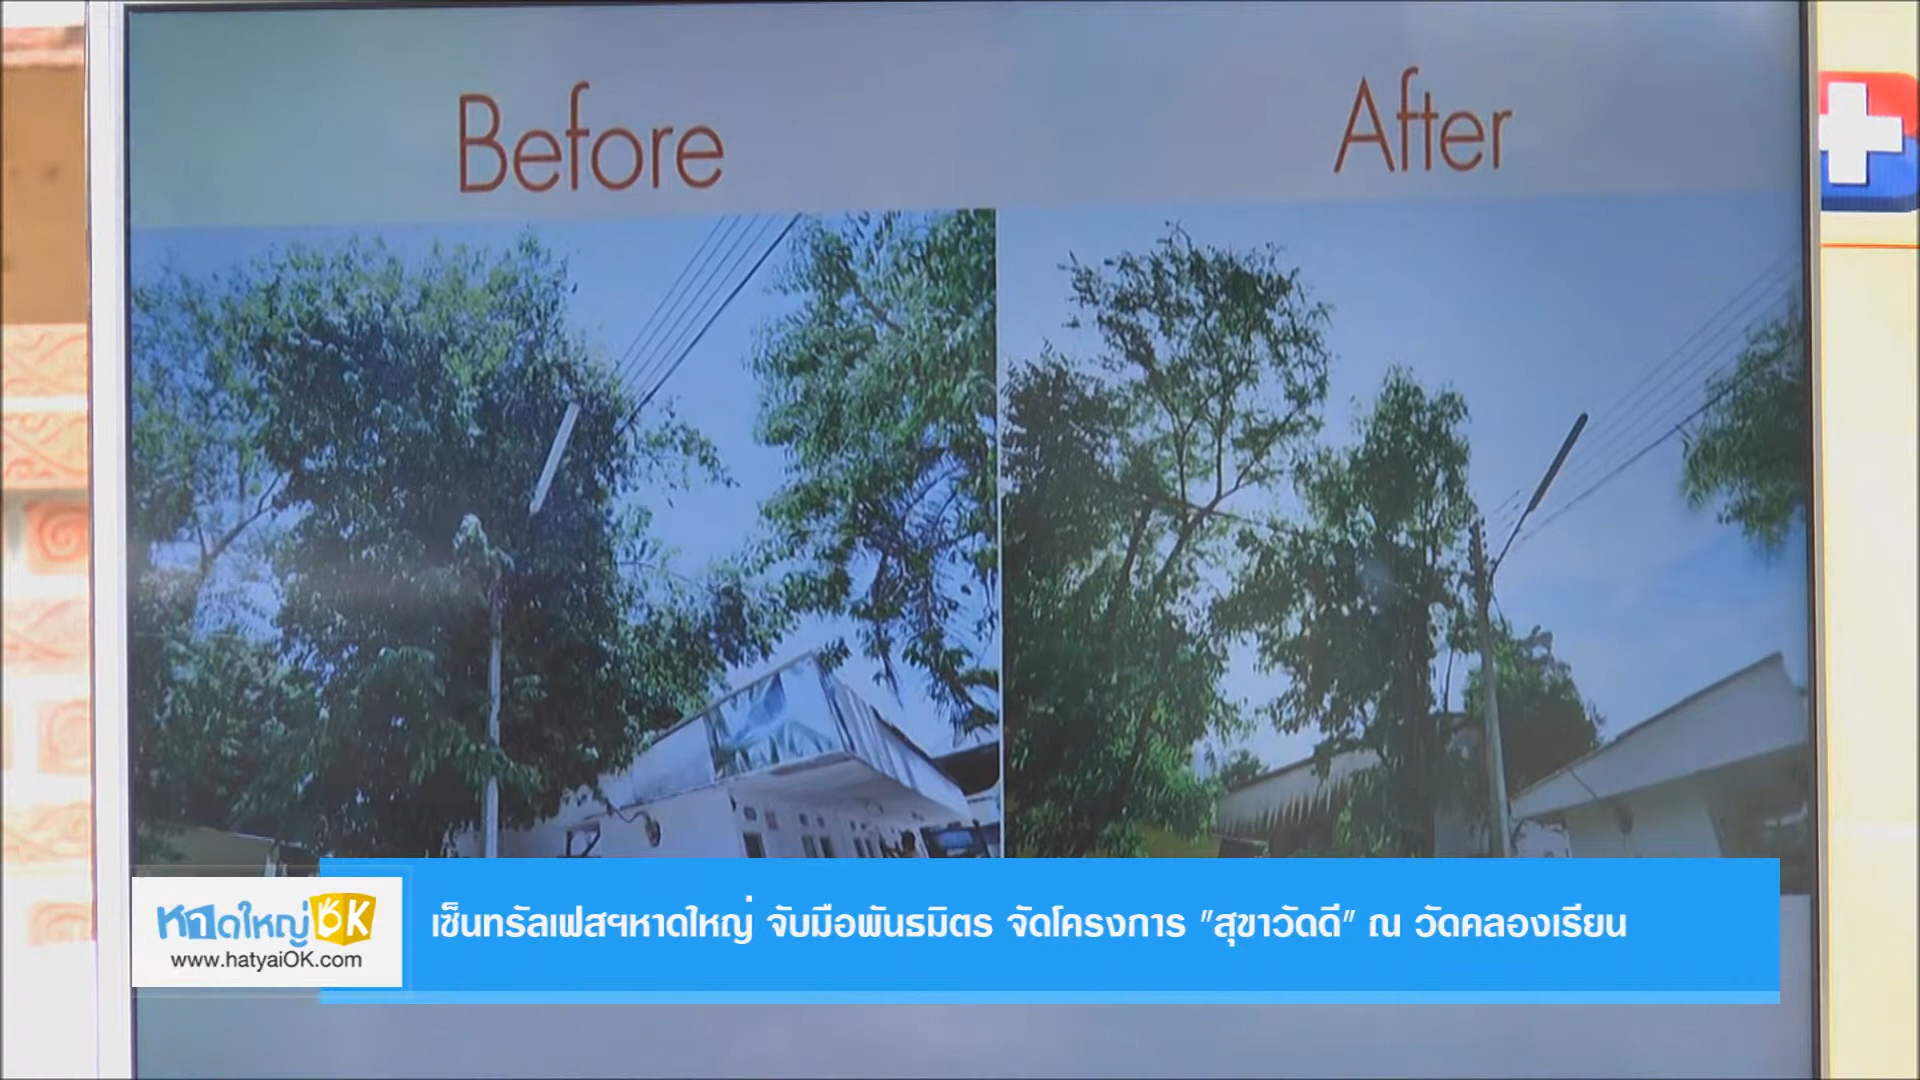 Before
After
หาดใหญ่ OK
www.hatyaiOK.com
เซ็นทรัลเฟสฯหาดใหญ่ จับมือพันธมิตร จัดโครงการ "สุขาวัดดี" ณ วัดคลองเรียน